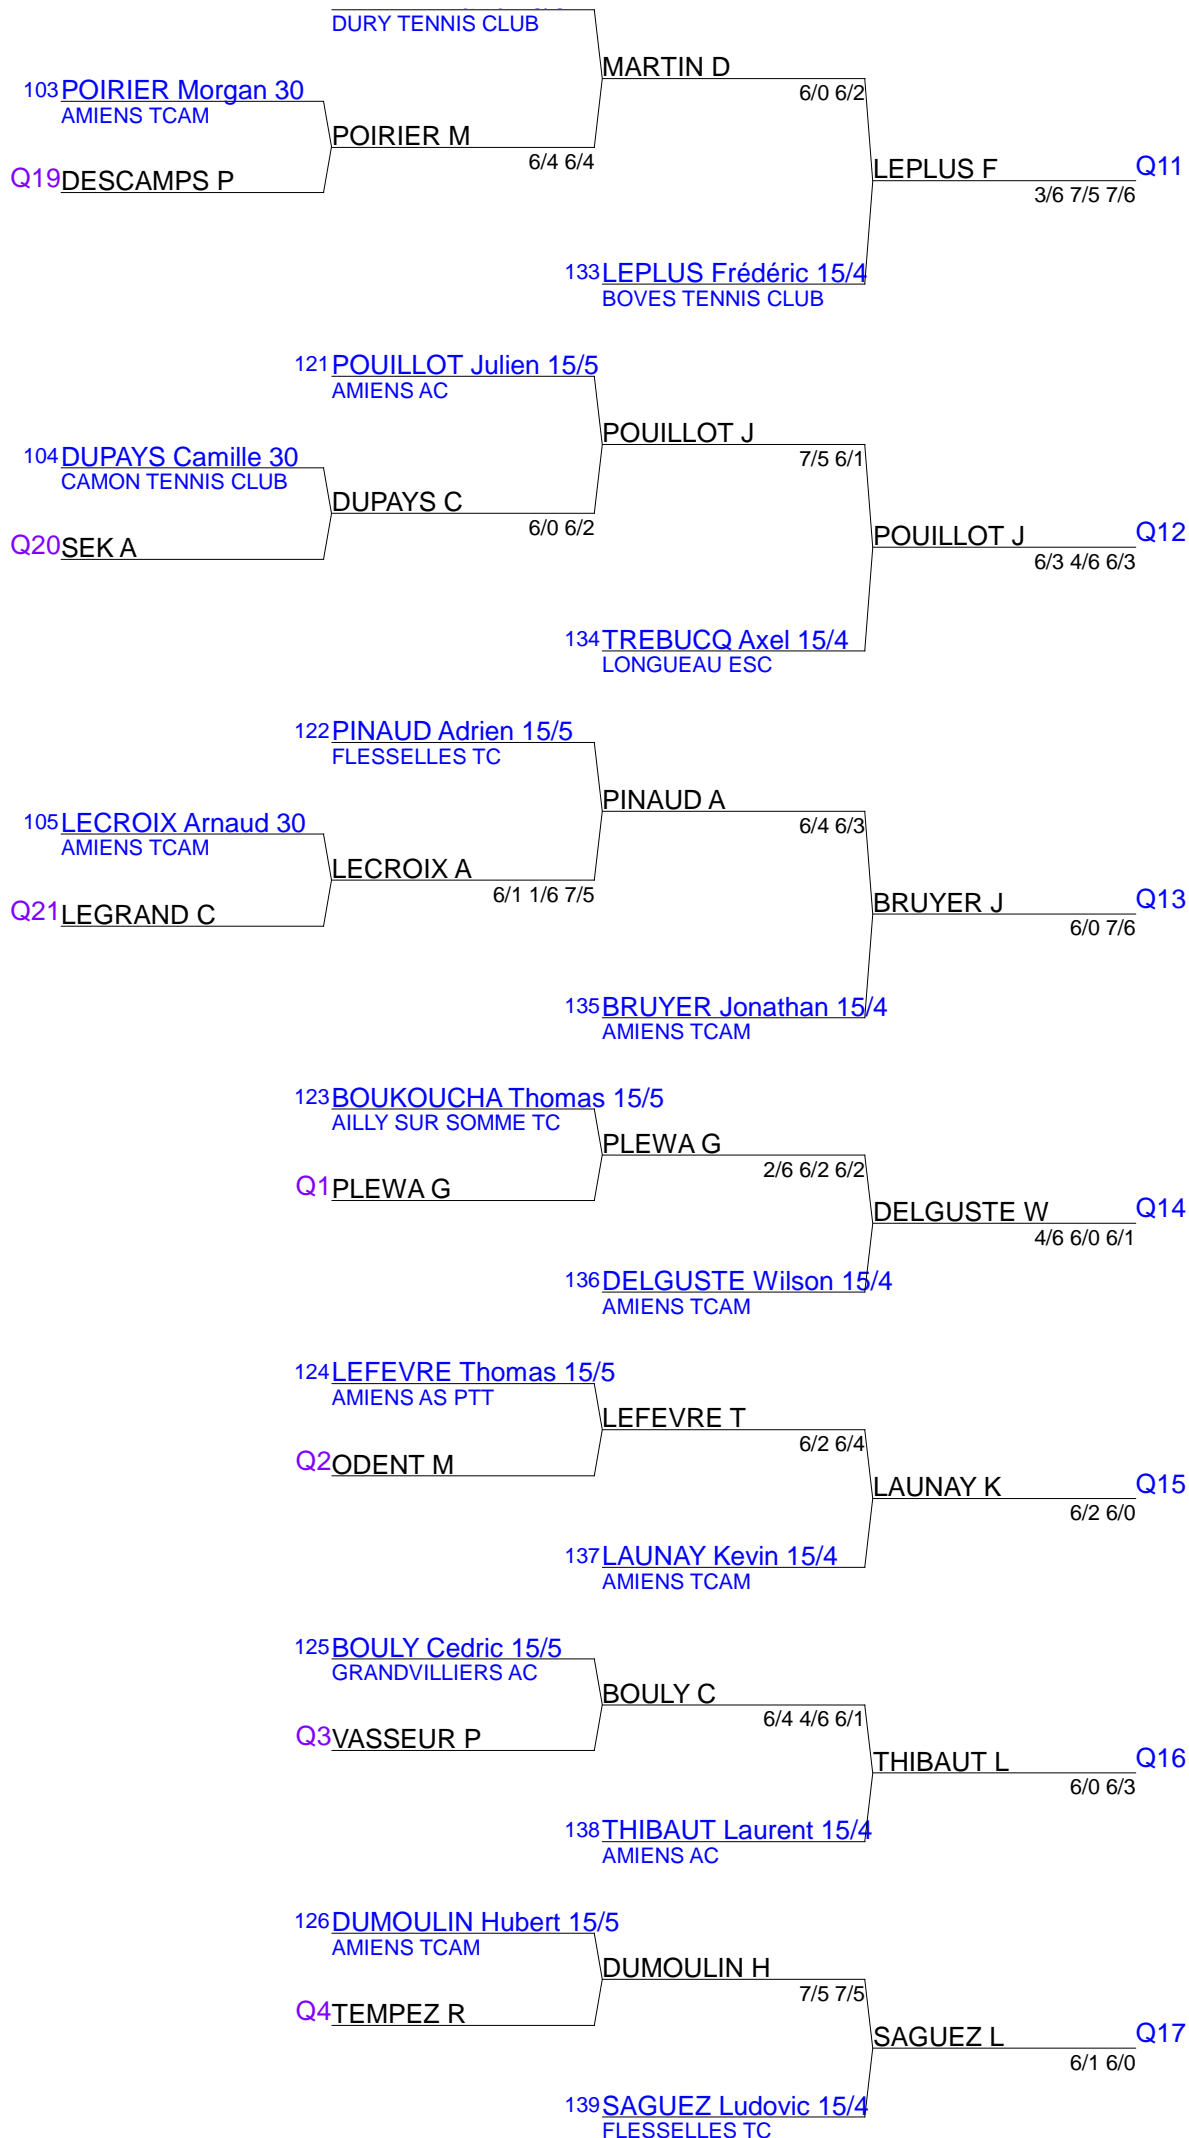 DURY TENNIS CLUB
MARTIN D
6/0 6/2
103 POIRIER Morgan 30
AMIENS TCAM
POIRIER M
6/4 6/4
Q19 DESCAMPS P
LEPLUS F
Q11
3/6 7/5 7/6
133 LEPLUS Frédéric 15/4
BOVES TENNIS CLUB
121 POUILLOT Julien 15/5
AMIENS AC
POUILLOT J
7/5 6/1
104 DUPAYS Camille 30
CAMON TENNIS CLUB
DUPAYS C
6/0 6/2
Q20 SEK A
POUILLOT J
Q12
6/3 4/6 6/3
134 TREBUCQ Axel 15/4
LONGUEAU ESC
122 PINAUD Adrien 15/5
FLESSELLES TC
PINAUD A
6/4 6/3
105 LECROIX Arnaud 30
AMIENS TCAM
LECROIX A
6/1 1/6 7/5
Q21 LEGRAND C
BRUYER J
Q13
6/0 7/6
135 BRUYER Jonathan 15/4
AMIENS TCAM
123 BOUKOUCHA Thomas 15/5
AILLY SUR SOMME TC
PLEWA G
2/6 6/2 6/2
Q1 PLEWA G
DELGUSTE W
Q14
4/6 6/0 6/1
136 DELGUSTE Wilson 15/4
AMIENS TCAM
124 LEFEVRE Thomas 15/5
AMIENS AS PTT
LEFEVRE T
6/2 6/4
Q2 ODENT M
LAUNAY K
Q15
6/2 6/0
137 LAUNAY Kevin 15/4
AMIENS TCAM
125 BOULY Cedric 15/5
GRANDVILLIERS AC
BOULY C
6/4 4/6 6/1
Q3 VASSEUR P
THIBAUT L
Q16
6/0 6/3
138 THIBAUT Laurent 15/4
AMIENS AC
126 DUMOULIN Hubert 15/5
AMIENS TCAM
DUMOULIN H
7/5 7/5
Q4 TEMPEZ R
SAGUEZ L
Q17
6/1 6/0
139 SAGUEZ Ludovic 15/4
FLESSELLES TC